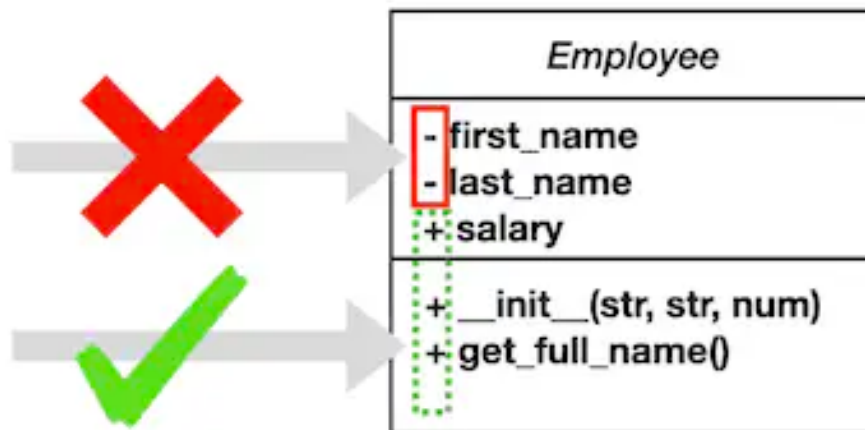 Employee
- first_name
- last_name
+ salary
+ __init__(str, str, num)
+ get_full_name()